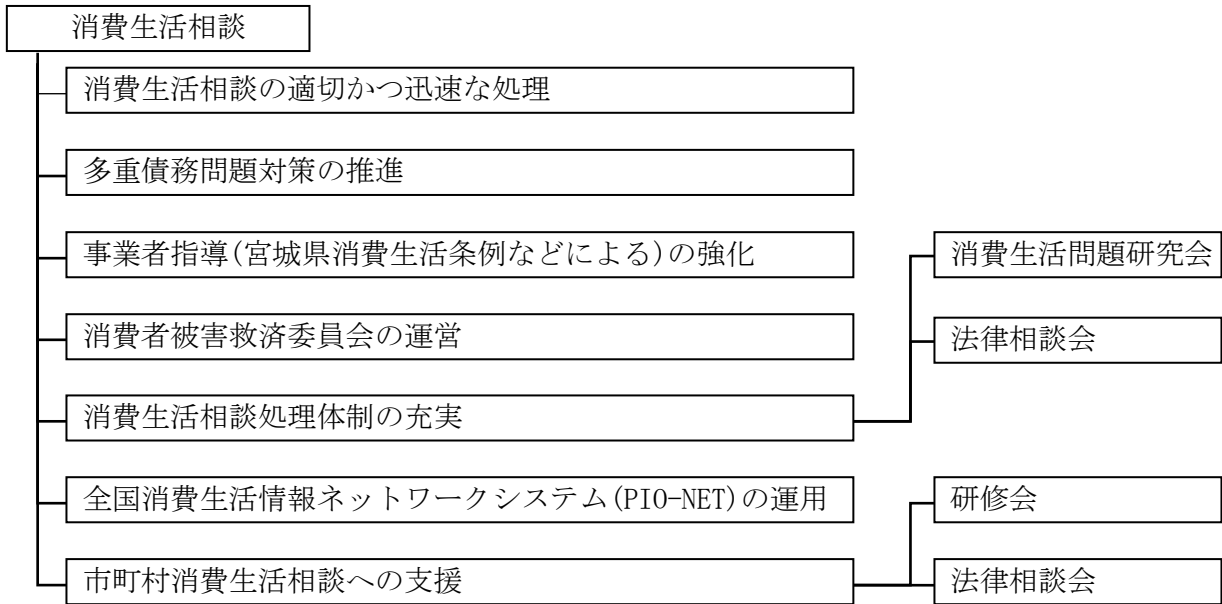 消費生活相談
消費生活相談の適切かつ迅速な処理
多重債務問題対策の推進
事業者指導(宮城県消費生活条例などによる)の強化
消費生活問題研究会
消費者被害救済委員会の運営
法律相談会
消費生活相談処理体制の充実
全国消費生活情報ネットワークシステム(PIO-NET)の運用
研修会
市町村消費生活相談への支援
法律相談会